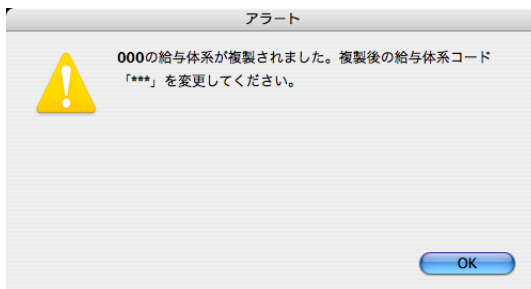 アラート
000の給与体系が複製されました。複製後の給与体系コード
「***」を変更してください。
OK